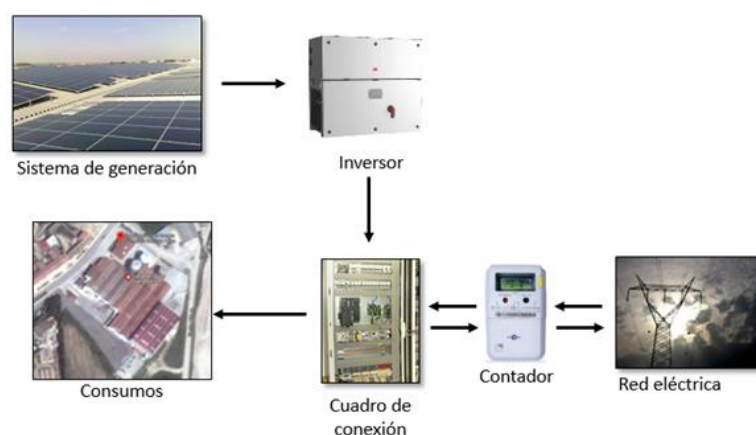 Sistema de generación
Inversor
Consumos
Cuadro de
conexión
Contador
Red eléctrica